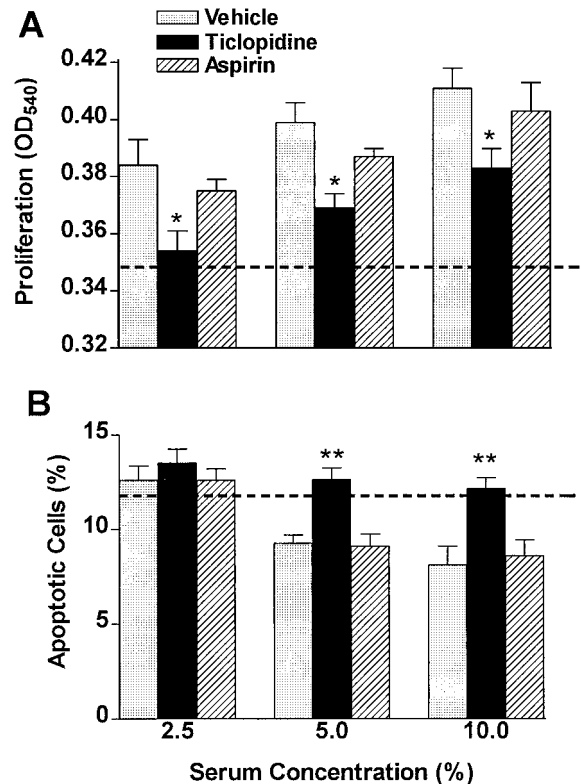 A
Vehicle
Ticlopidine
Aspirin
Proliferation (OD540)
0.42
0.40
0.38
0.36
0.34
0.32
*
*
*
B
Apoptotic Cells (%)
15
10
5
0
**
**
2.5 5.0 10.0
Serum Concentration (%)